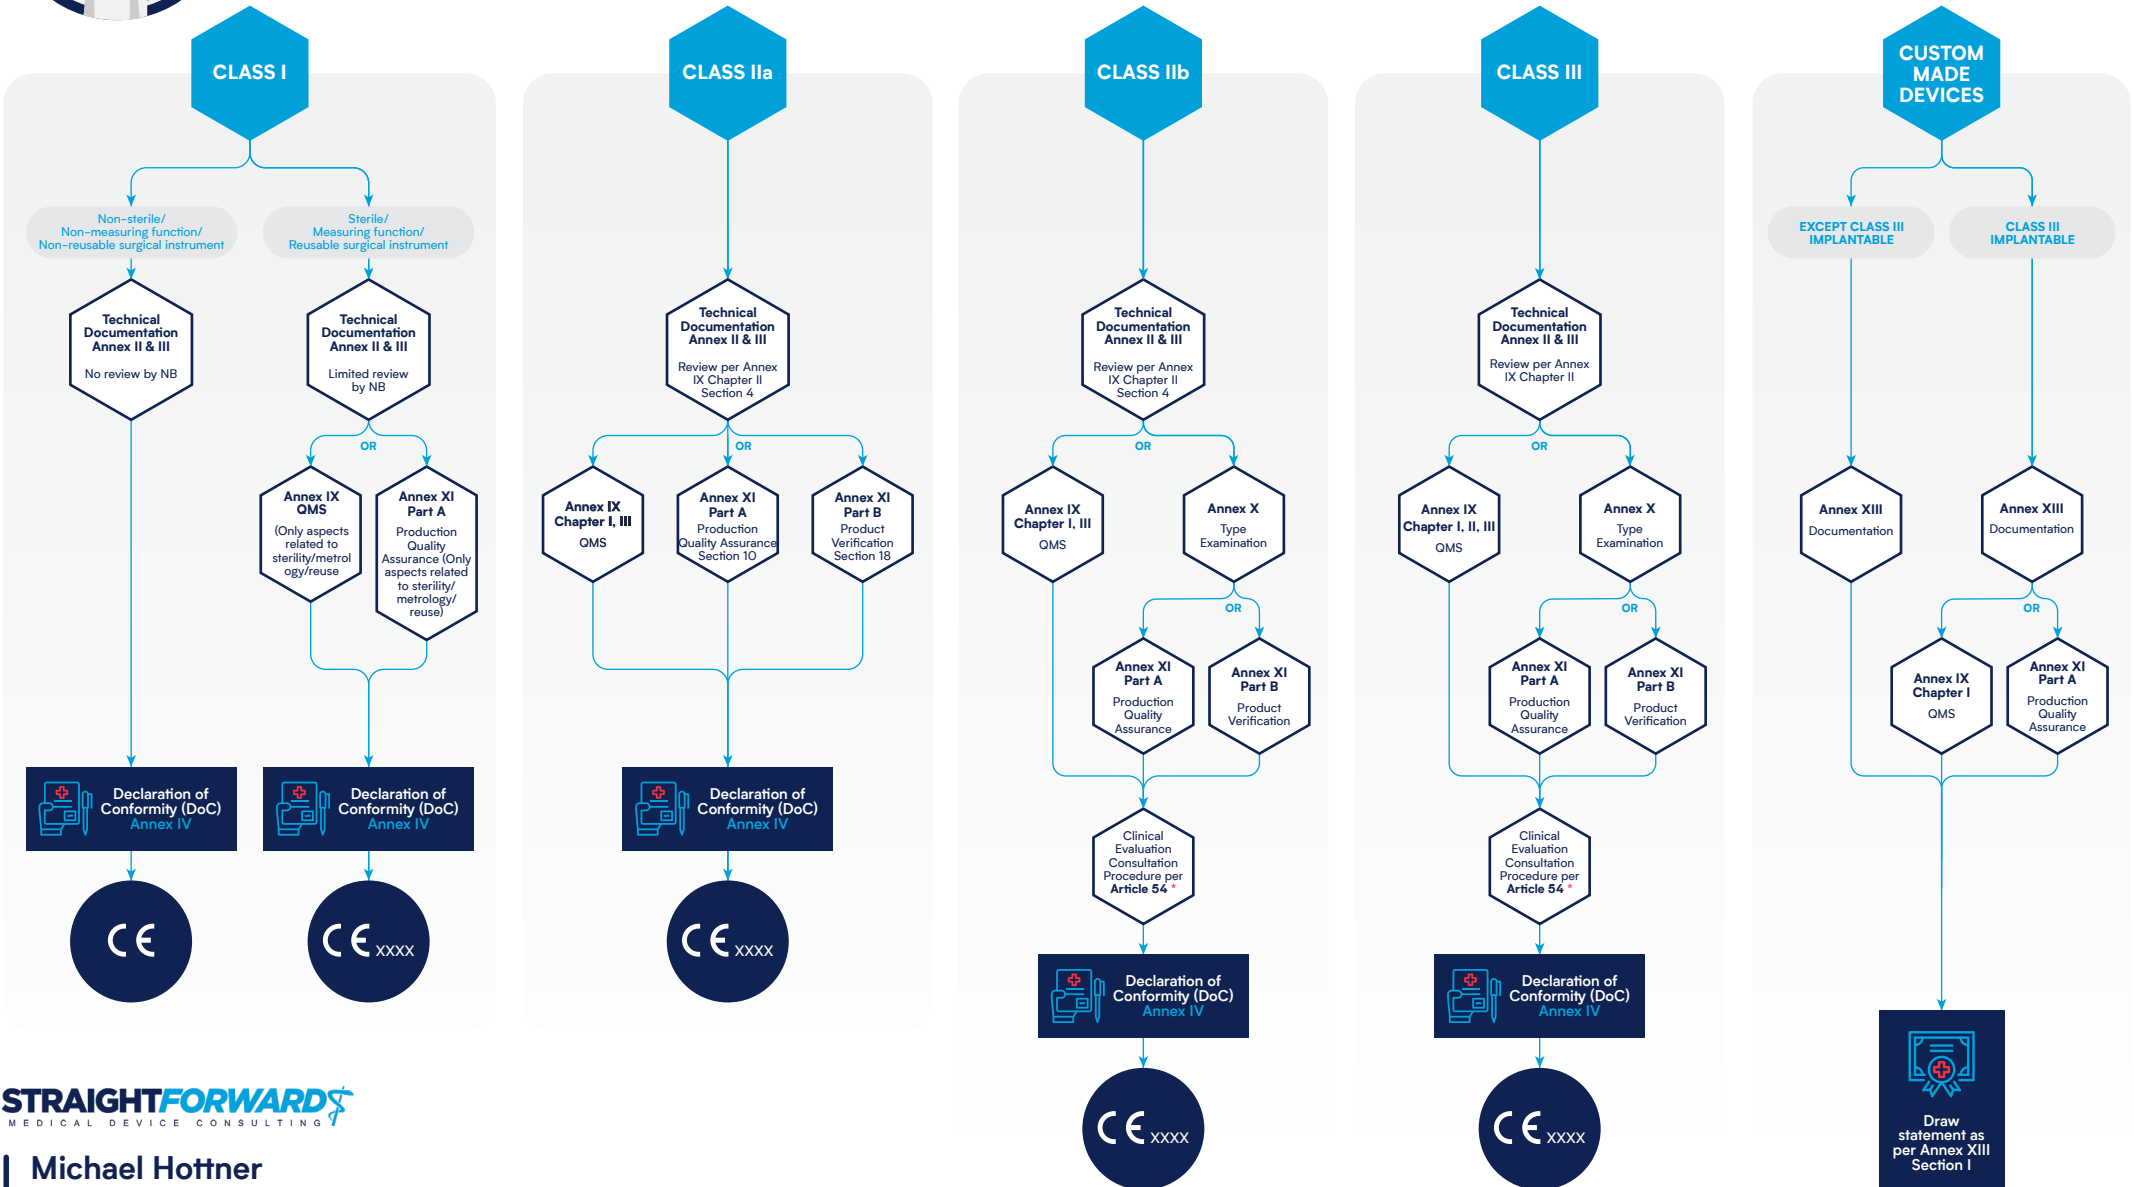 CLASS I
Non-sterile/
Non-measuring function/
Non-reusable surgical instrument
Sterile/
Measuring function/
Reusable surgical instrument
Technical
Documentation
Annex II & III
No review by NB
Technical
Documentation
Annex II & III
Limited review
by NB
OR
Annex IX
QMS
(Only aspects
related to
sterility/metrol
ogy/reuse
Annex XI
Part A
Production
Quality
Assurance (Only
aspects related
to sterility/
metrology/
reuse)
Declaration of
Conformity (DoC)
Annex IV
Declaration of
Conformity (DoC)
Annex IV
CE
CE XXXX
CLASS IIa
Technical
Documentation
Annex II & III
Review per Annex
IX Chapter II
Section 4
OR
Annex IX
Chapter I, III
QMS
Annex XI
Part A
Production
Quality Assurance
Section 10
Annex XI
Part B
Product
Verification
Section 18
Declaration of
Conformity (DoC)
Annex IV
CE XXXX
CLASS IIb
Technical
Documentation
Annex II & III
Review per Annex
IX Chapter II
Section 4
OR
Annex IX
Chapter I, III
QMS
Annex X
Type
Examination
OR
Annex XI
Part A
Production
Quality
Assurance
Annex XI
Part B
Product
Verification
Clinical
Evaluation
Consultation
Procedure per
Article 54 *
Declaration of
Conformity (DoC)
Annex IV
CE XXXX
CLASS III
Technical
Documentation
Annex II & III
Review per Annex
IX Chapter II
OR
Annex IX
Chapter I, II, III
QMS
Annex X
Type
Examination
OR
Annex XI
Part A
Production
Quality
Assurance
Annex XI
Part B
Product
Verification
Clinical
Evaluation
Consultation
Procedure per
Article 54 *
Declaration of
Conformity (DoC)
Annex IV
CE XXXX
CUSTOM
MADE
DEVICES
EXCEPT CLASS III
IMPLANTABLE
CLASS III
IMPLANTABLE
Annex XIII
Documentation
Annex XIII
Documentation
OR
Annex IX
Chapter I
QMS
Annex XI
Part A
Production
Quality
Assurance
Draw
statement as
per Annex XIII
Section I
STRAIGHTFORWARD
MEDICAL DEVICE CONSULTING
Michael Hottner